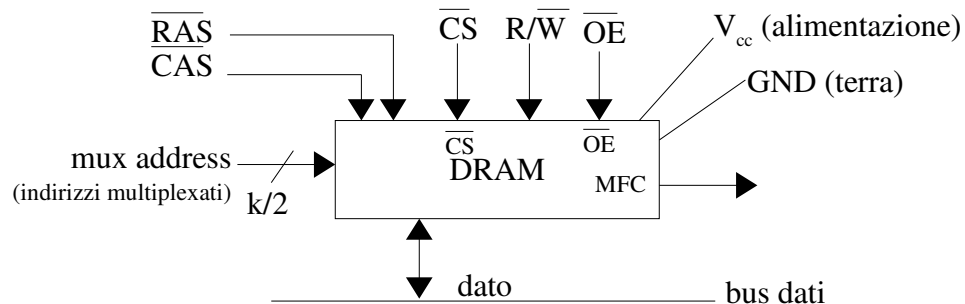 RAS
CAS
CS R/W OE
V_cc (alimentazione)
GND (terra)
CS OE
DRAM
MFC
mux address
(indirizzi multiplexati)
k/2
dato
bus dati